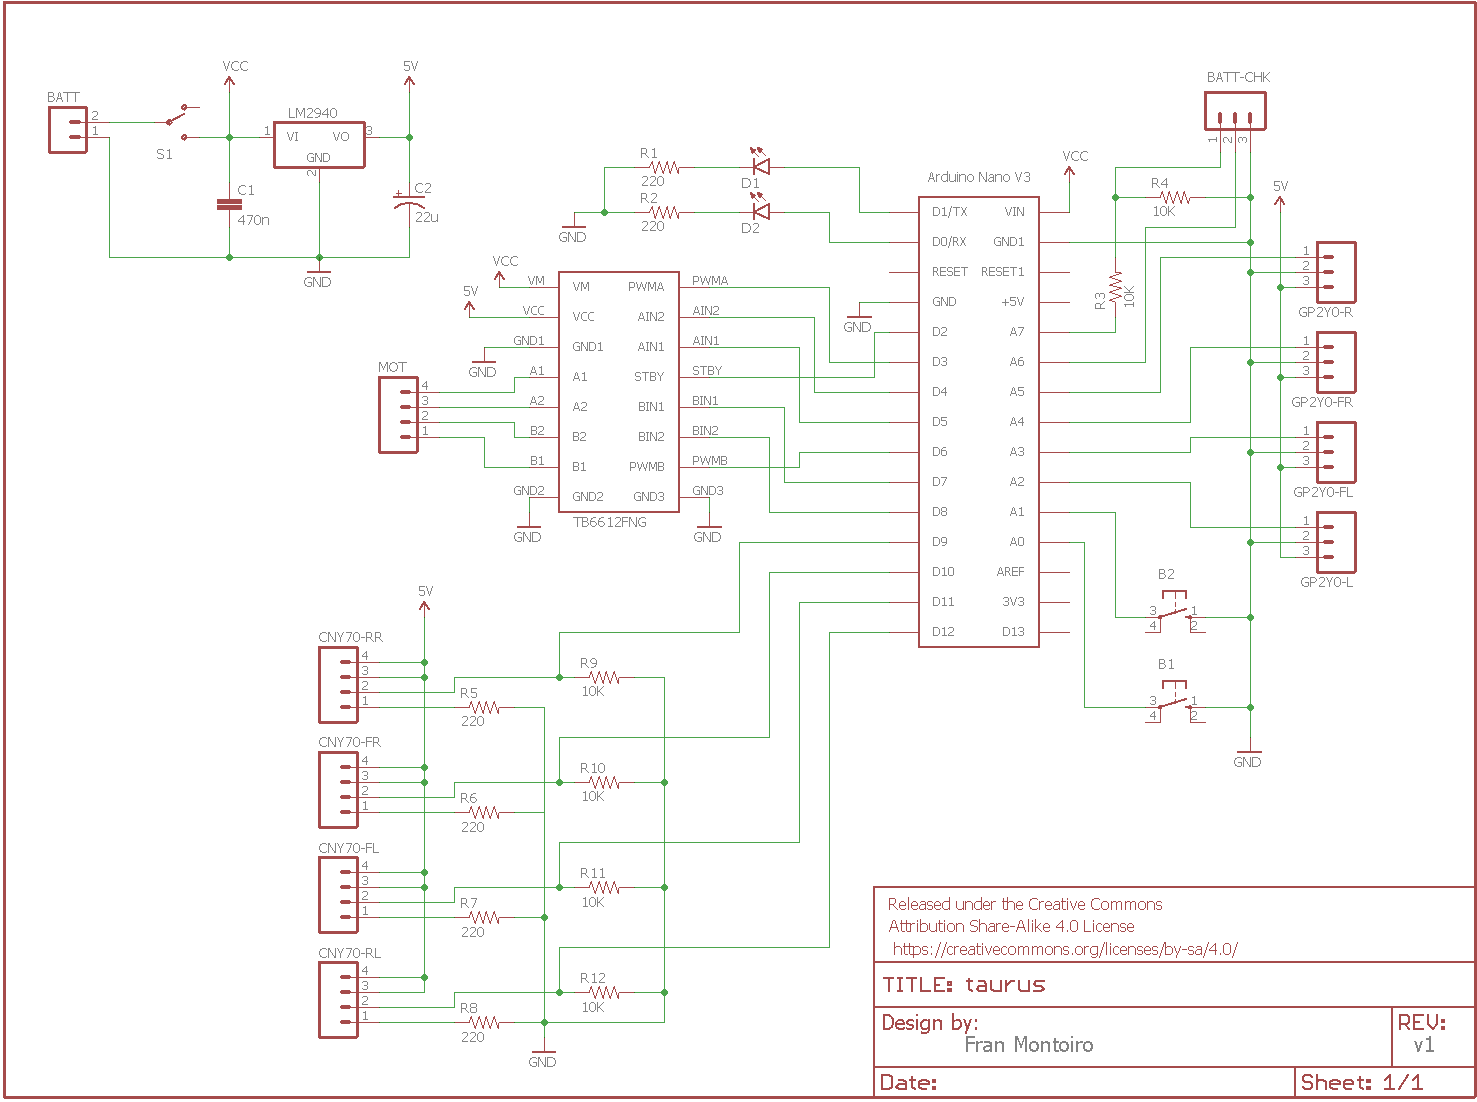 VCC
5V
BATT
2
1
S1
1
LM2940
VI
VO
3
GND
2
C1
470n
+
C2
22u
GND
R1
220
D1
R2
220
D2
GND
Arduino Nano V3
D1/TX
VIN
D0/RX
GND1
RESET
RESET1
GND
+5V
D2
A7
D3
A6
D4
A5
D5
A4
D6
A3
D7
A2
D8
A1
D9
A0
D10
AREF
D11
3V3
D12
D13
VCC
GND
BATT-CHK
1
2
3
R4
10K
R3
10K
5V
1
2
3
GP2Y0-R
1
2
3
GP2Y0-FR
1
2
3
GP2Y0-FL
1
2
3
GP2Y0-L
B2
3
1
4
2
B1
3
1
4
2
GND
VCC
5V
VM
VCC
GND1
GND
A1
A2
B2
B1
GND2
GND
VM
PWMA
VCC
AIN2
GND1
AIN1
A1
STBY
A2
BIN1
B2
BIN2
B1
PWMB
GND2
GND3
TB6612FNG
PWMA
AIN2
AIN1
STBY
BIN1
BIN2
PWMB
GND3
GND
MOT
4
3
2
1
5V
CNY70-RR
4
3
2
1
R5
220
R9
10K
CNY70-FR
4
3
2
1
R6
220
R10
10K
CNY70-FL
4
3
2
1
R7
220
R11
10K
CNY70-RL
4
3
2
1
R8
220
R12
10K
GND
Released under the Creative Commons
Attribution Share-Alike 4.0 License
https://creativecommons.org/licenses/by-sa/4.0/
TITLE: taurus
Design by:
Fran Montoiro
REV:
v1
Date:
Sheet: 1/1